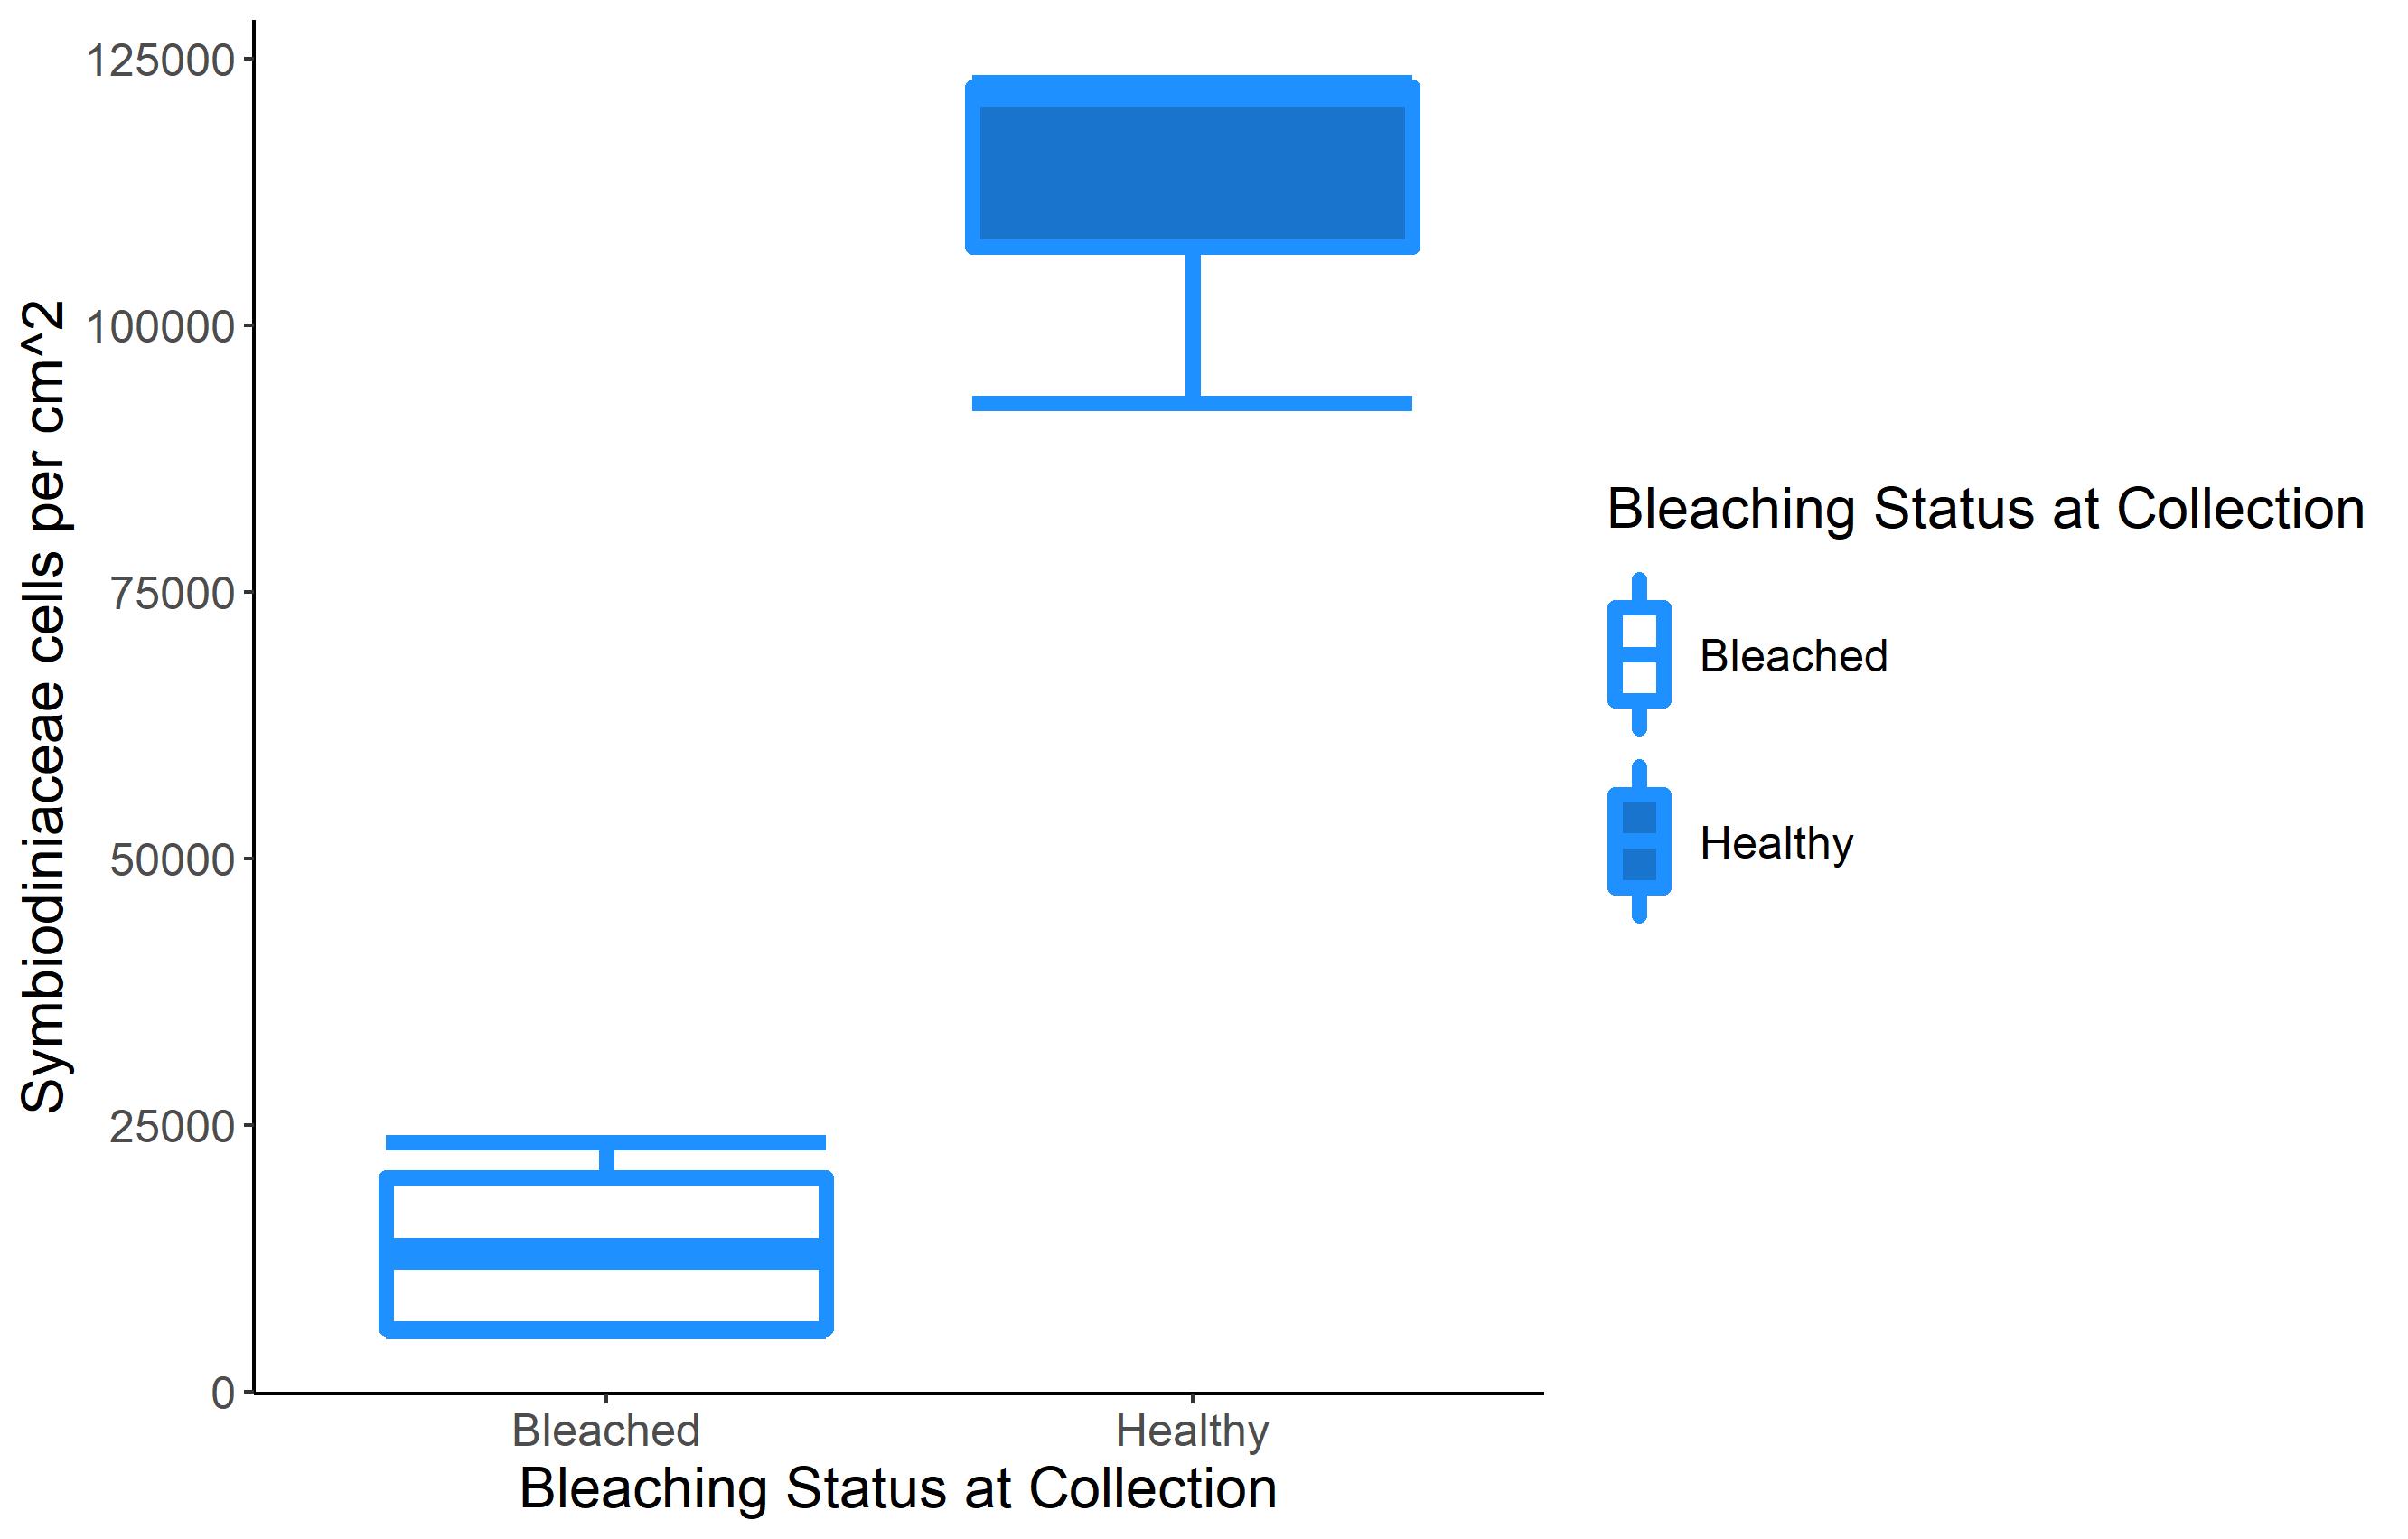 Symbiodiniaceae cells per cm^2
125000
100000
75000
50000
25000
0
Bleached
Healthy
Bleaching Status at Collection
Bleaching Status at Collection
Bleached
Healthy